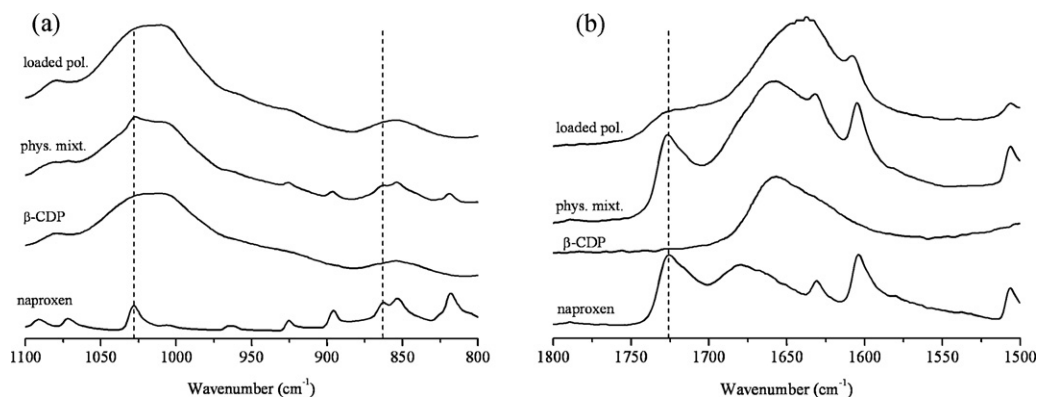 (a)
loaded pol.
phys. mixt.
β-CDP
naproxen
1100 1050 1000 950 900 850 800
Wavenumber (cm⁻¹)
(b)
loaded pol.
phys. mixt.
β-CDP
naproxen
1800 1750 1700 1650 1600 1550 1500
Wavenumber (cm⁻¹)